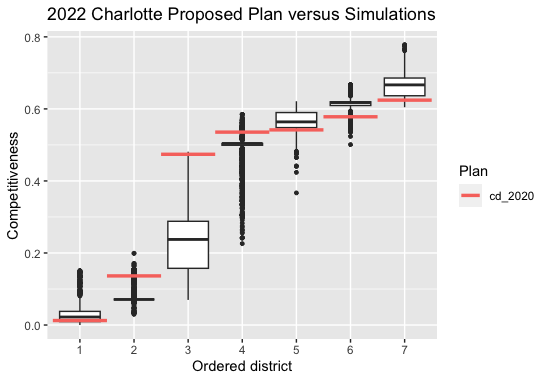 2022 Charlotte Proposed Plan versus Simulations
0.8
0.6
0.4
0.2
0.0
Competitiveness
1 2 3 4 5 6 7
Ordered district
Plan
cd_2020